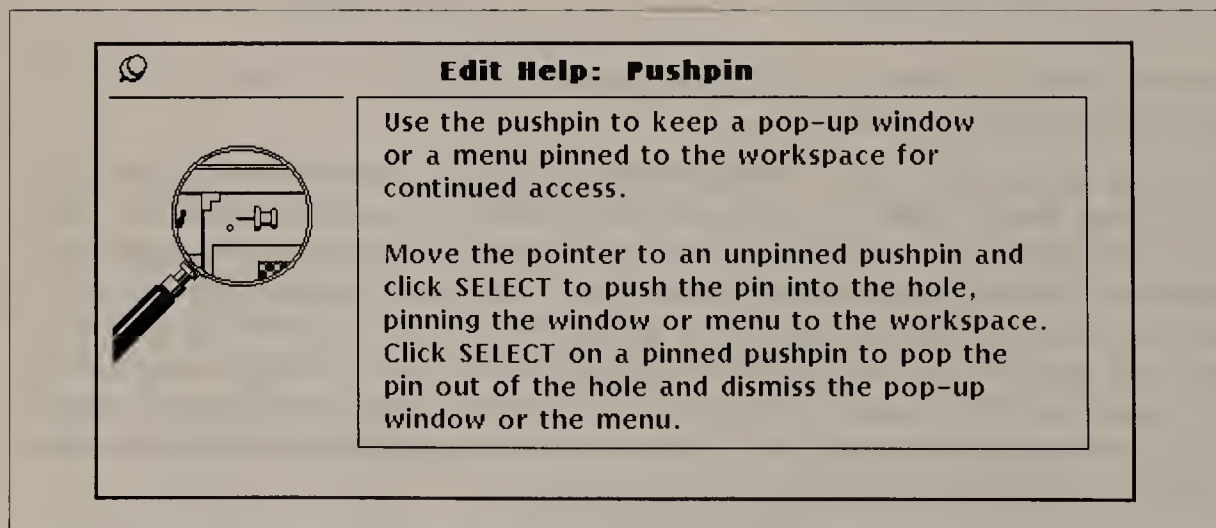 Edit Help: Pushpin
Use the pushpin to keep a pop-up window
or a menu pinned to the workspace for
continued access.
Move the pointer to an unpinned pushpin and
click SELECT to push the pin into the hole,
pinning the window or menu to the workspace.
Click SELECT on a pinned pushpin to pop the
pin out of the hole and dismiss the pop-up
window or the menu.